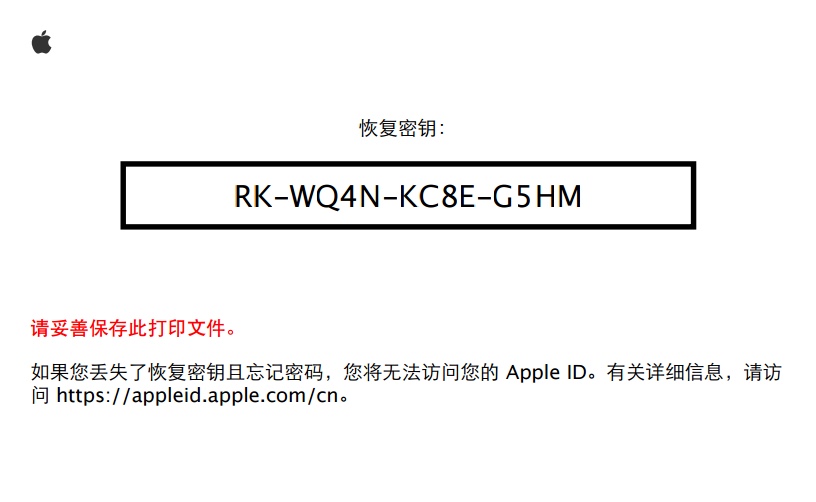 恢复密钥：
RK-WQ4N-KC8E-G5HM
请妥善保存此打印文件。
如果您丢失了恢复密钥且忘记密码，您将无法访问您的 Apple ID。有关详细信息，请访
问 https://appleid.apple.com/cn。